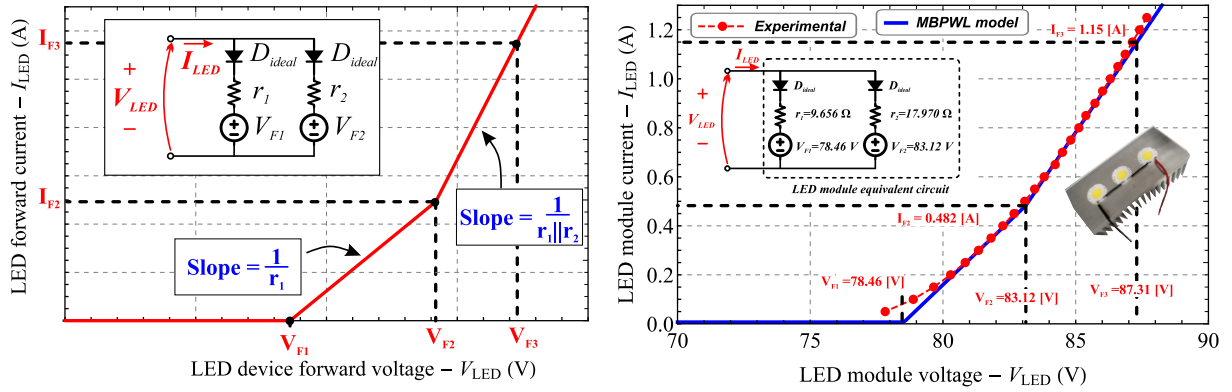 LED forward current – I_LED (A)
I_F3
I_F2
+
V_LED
−
I_LED
D_ideal
D_ideal
r_1
r_2
V_F1
V_F2
Slope = 1/r_1
Slope = 1/r_1||r_2
V_F1
V_F2
V_F3
LED device forward voltage – V_LED (V)
LED module current – I_LED (A)
1.2
1.0
0.8
0.6
0.4
0.2
0.0
Experimental
MBPWL model
I_F3 = 1.15 [A]
I_LED
+
V_LED
−
D_ideal
D_ideal
r_1=9.656 Ω
r_2=17.970 Ω
V_F1=78.46 V
V_F2=83.12 V
LED module equivalent circuit
I_F2 = 0.482 [A]
V_F1 =78.46 [V]
V_F2 =83.12 [V]
V_F3 =87.31 [V]
70
75
80
85
90
LED module voltage – V_LED (V)